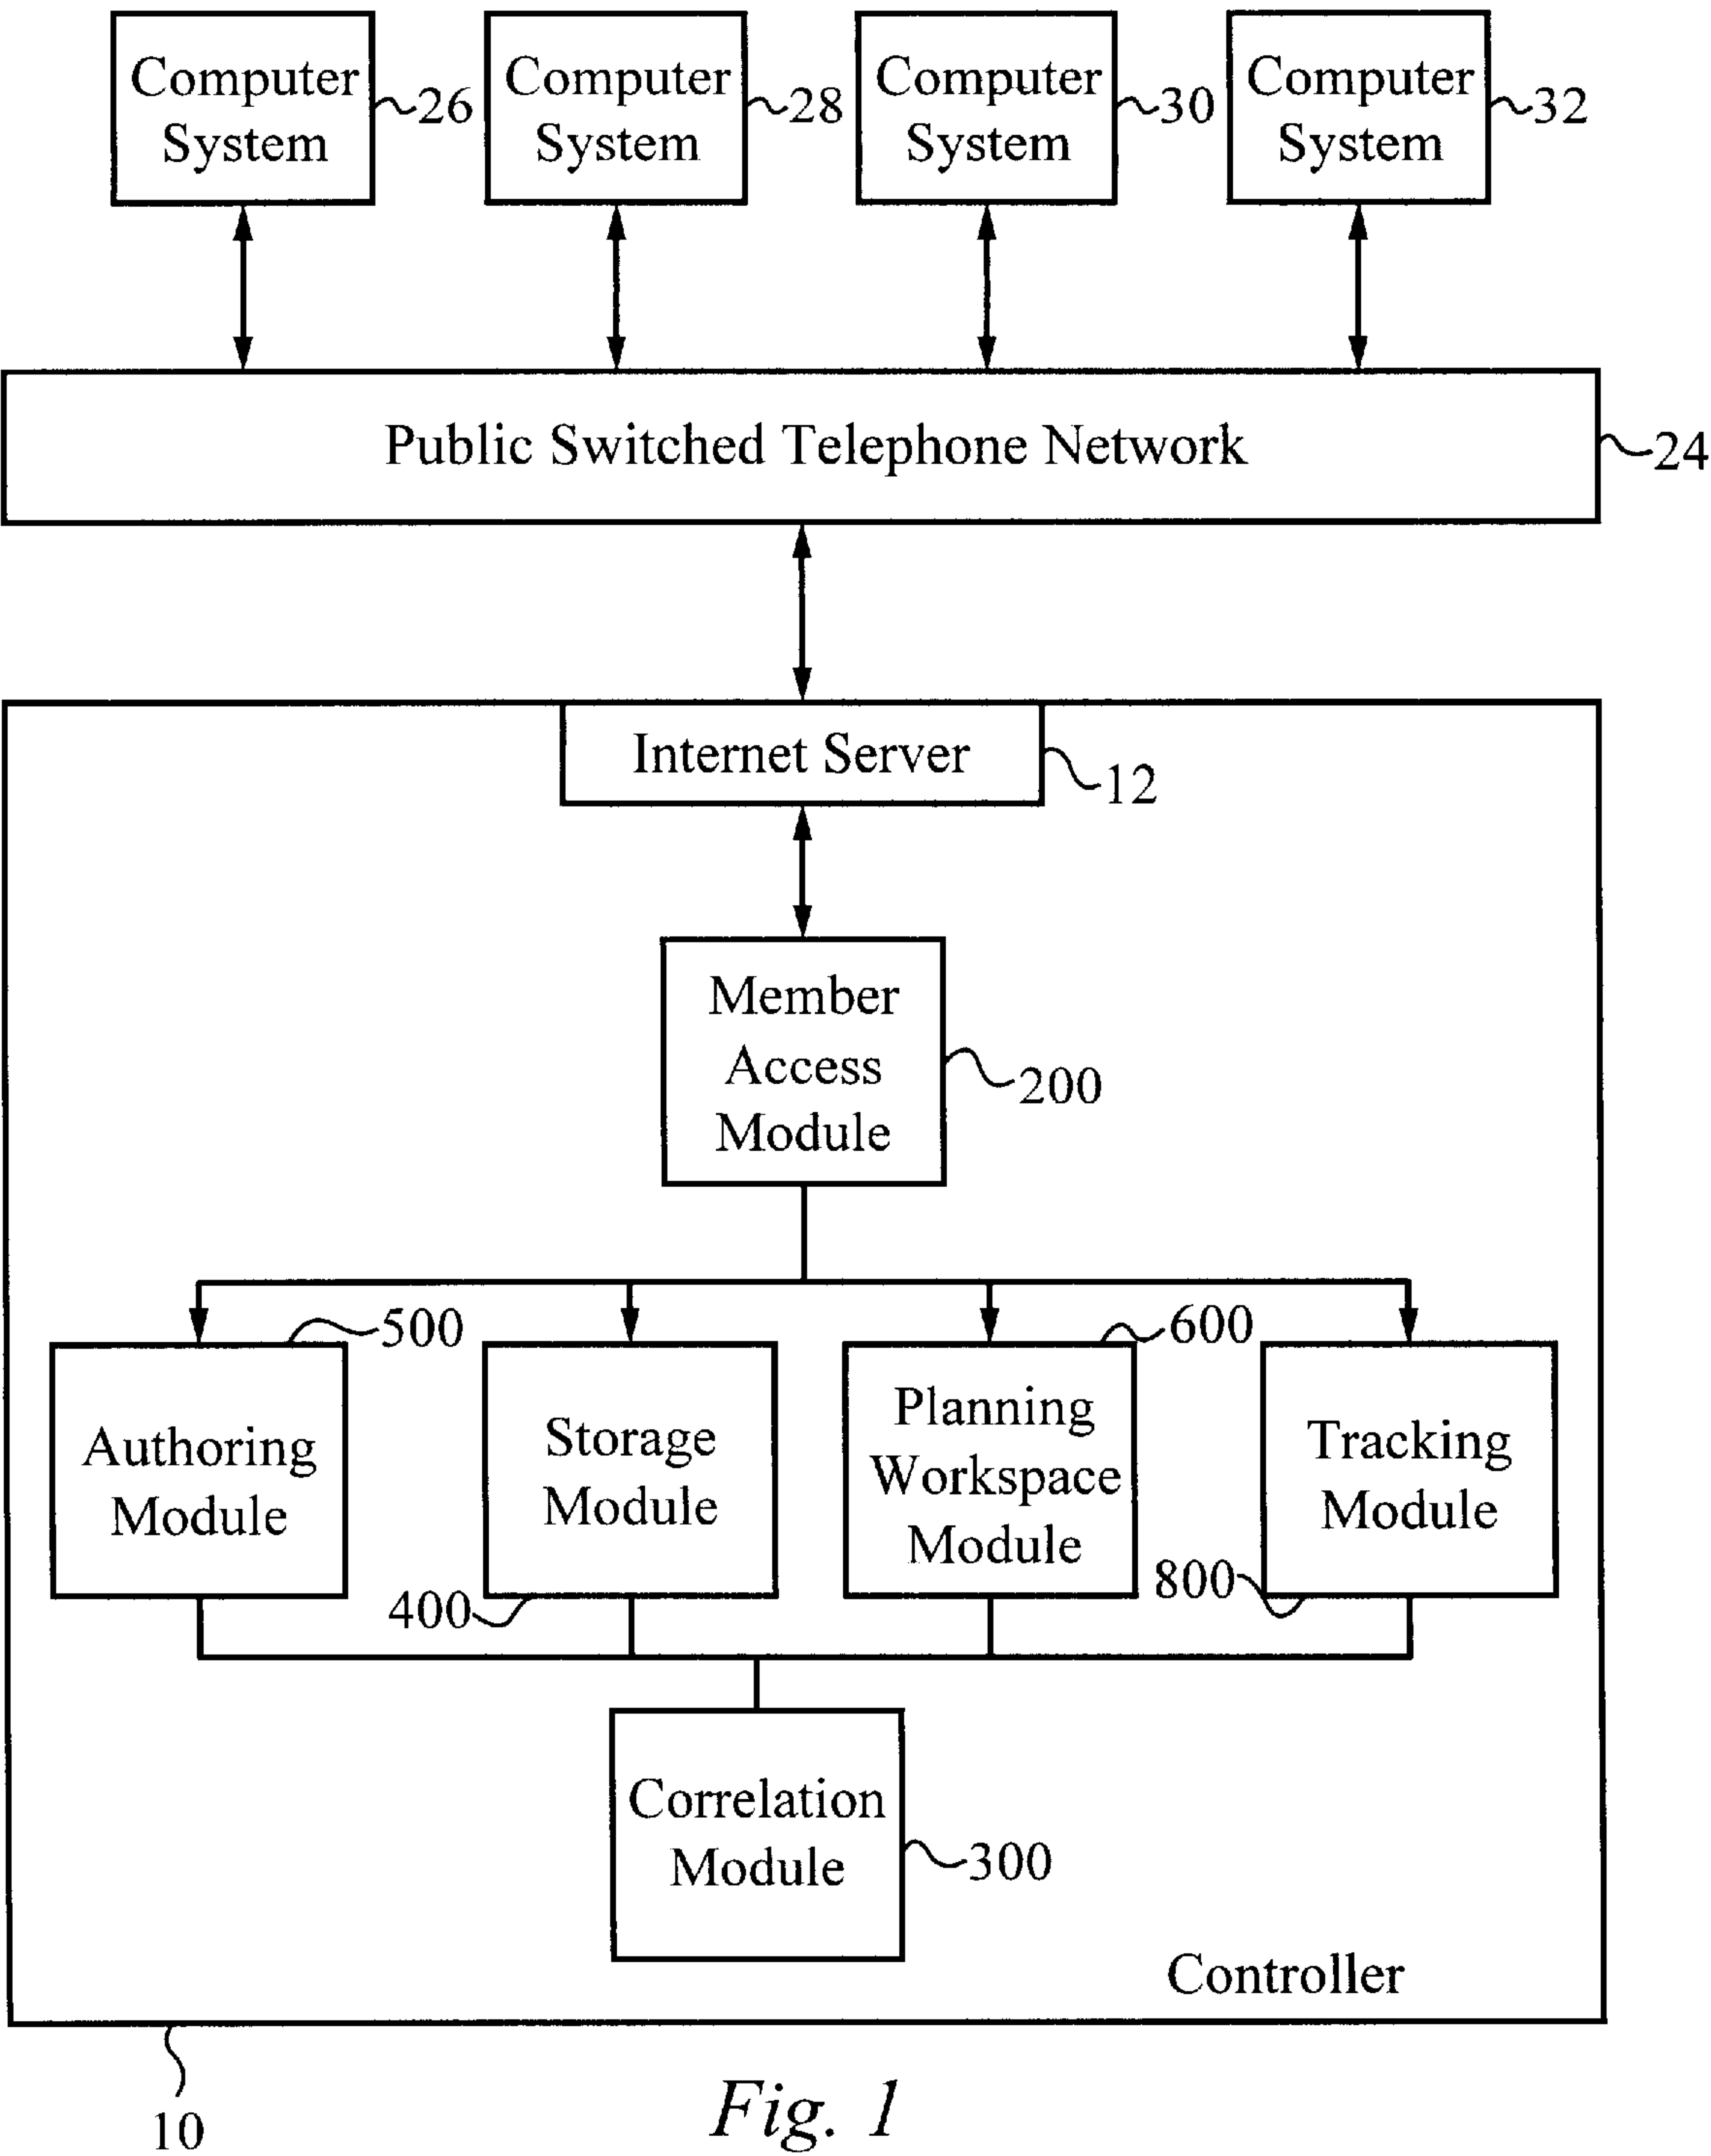 Computer
System
26
Computer
System
28
Computer
System
30
Computer
System
32
Public Switched Telephone Network
24
Internet Server
12
Member
Access
Module
200
500
600
Authoring
Module
Storage
Module
Planning
Workspace
Module
Tracking
Module
400
800
Correlation
Module
300
Controller
10
Fig. 1